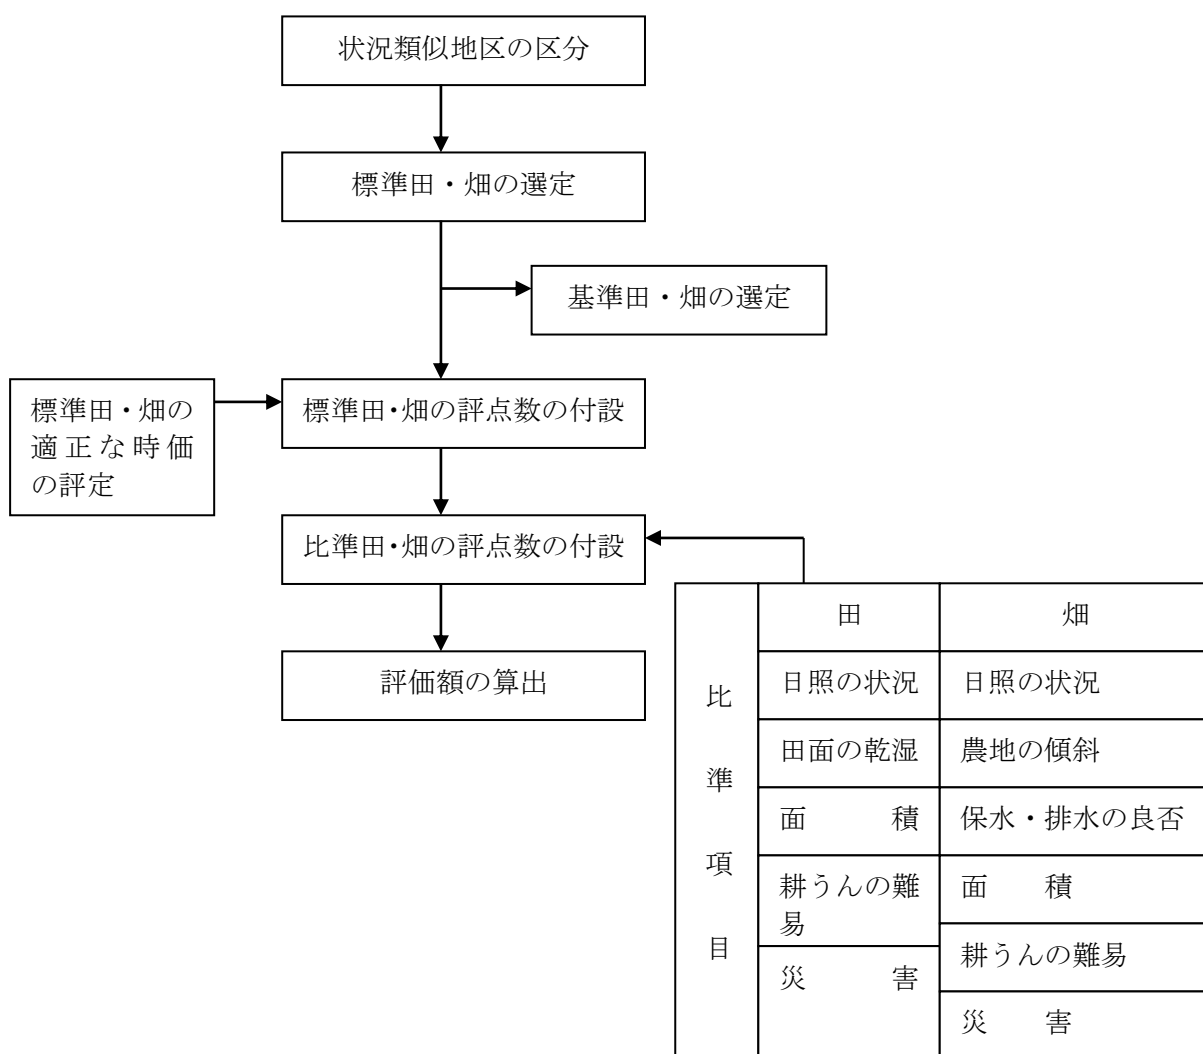 状況類似地区の区分
標準田・畑の選定
基準田・畑の選定
標準田・畑の
適正な時価
の評定
標準田・畑の評点数の付設
比準田・畑の評点数の付設
評価額の算出
比準項目
田
畑
日照の状況
日照の状況
田面の乾湿
農地の傾斜
面　　積
保水・排水の良否
耕うんの難
易
面　　積
災　　害
耕うんの難易
災　　害